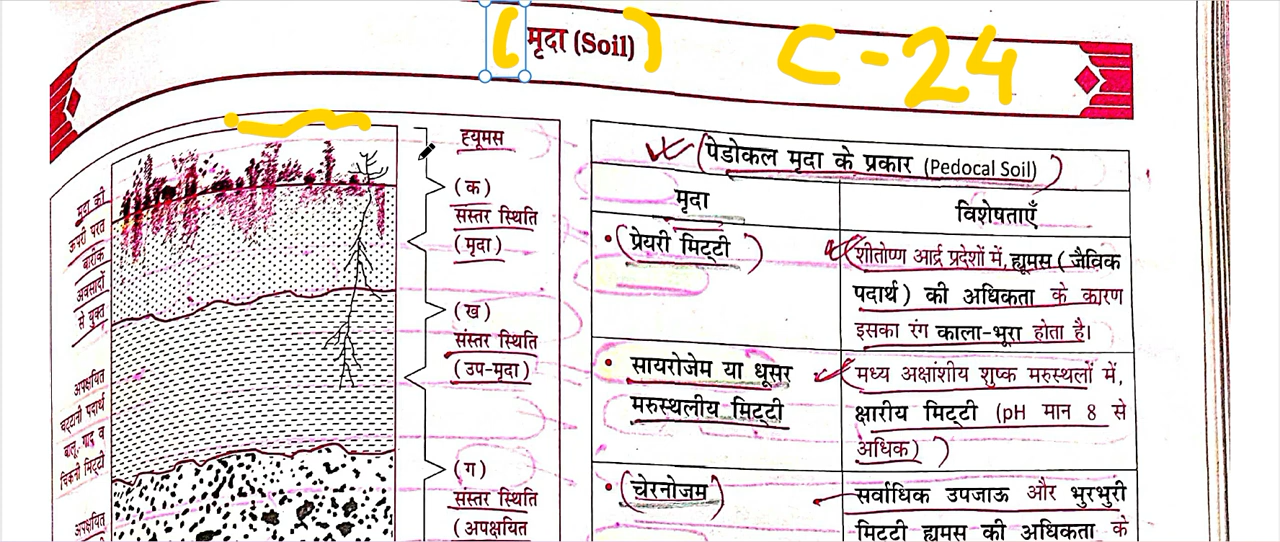 मृदा (Soil)
C-24
ह्यूमस
(क)
संस्तर स्थिति
(मृदा)
(ख)
संस्तर स्थिति
(उप-मृदा)
(ग)
संस्तर स्थिति
(अपक्षयित
मृदा की
ऊपरी परत
बारीक
अवसादों
से युक्त
अपक्षयित
चट्टानी पदार्थ
बालू, गाद व
चिकनी मिट्टी
अपक्षयित
पेडोकल मृदा के प्रकार (Pedocal Soil)
मृदा
विशेषताएँ
• प्रेयरी मिट्टी
शीतोष्ण आर्द्र प्रदेशों में, ह्यूमस ( जैविक
पदार्थ ) की अधिकता के कारण
इसका रंग काला-भूरा होता है।
• सायरोजेम या धूसर
मरुस्थलीय मिट्टी
मध्य अक्षांशीय शुष्क मरुस्थलों में,
क्षारीय मिट्टी (pH मान 8 से
अधिक)
• चेरनोजम
सर्वाधिक उपजाऊ और भुरभुरी
मिट्टी ह्यूमस की अधिकता के